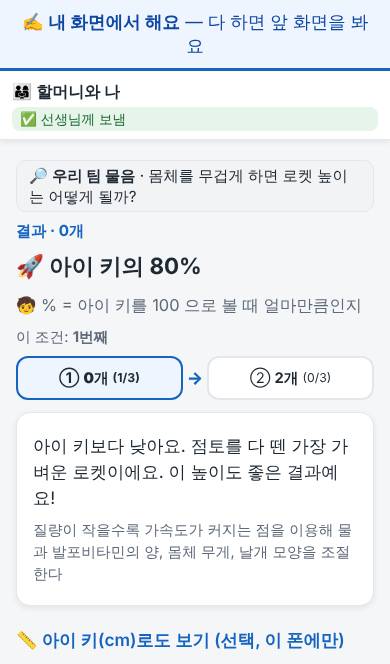 ✍️ 내 화면에서 해요 — 다 하면 앞 화면을 봐
요
👨‍👩‍👧 할머니와 나
✅ 선생님께 보냄
🔎 우리 팀 물음 · 몸체를 무겁게 하면 로켓 높이
는 어떻게 될까?
결과 · 0개
🚀 아이 키의 80%
🧒 % = 아이 키를 100 으로 볼 때 얼마만큼인지
이 조건: 1번째
① 0개 (1/3) → ② 2개 (0/3)
아이 키보다 낮아요. 점토를 다 뗀 가장 가
벼운 로켓이에요. 이 높이도 좋은 결과예
요!
질량이 작을수록 가속도가 커지는 점을 이용해 물
과 발포비타민의 양, 몸체 무게, 날개 모양을 조절
한다
📏 아이 키(cm)로도 보기 (선택, 이 폰에만)